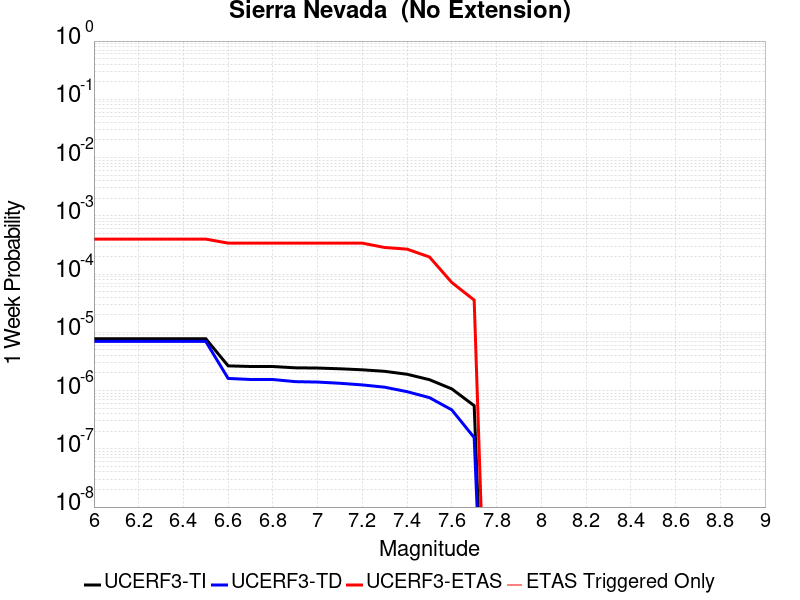 Sierra Nevada  (No Extension)
10^0
10^-1
10^-2
10^-3
10^-4
10^-5
10^-6
10^-7
10^-8
1 Week Probability
6 6.2 6.4 6.6 6.8 7 7.2 7.4 7.6 7.8 8 8.2 8.4 8.6 8.8 9
Magnitude
UCERF3-TI UCERF3-TD UCERF3-ETAS ETAS Triggered Only